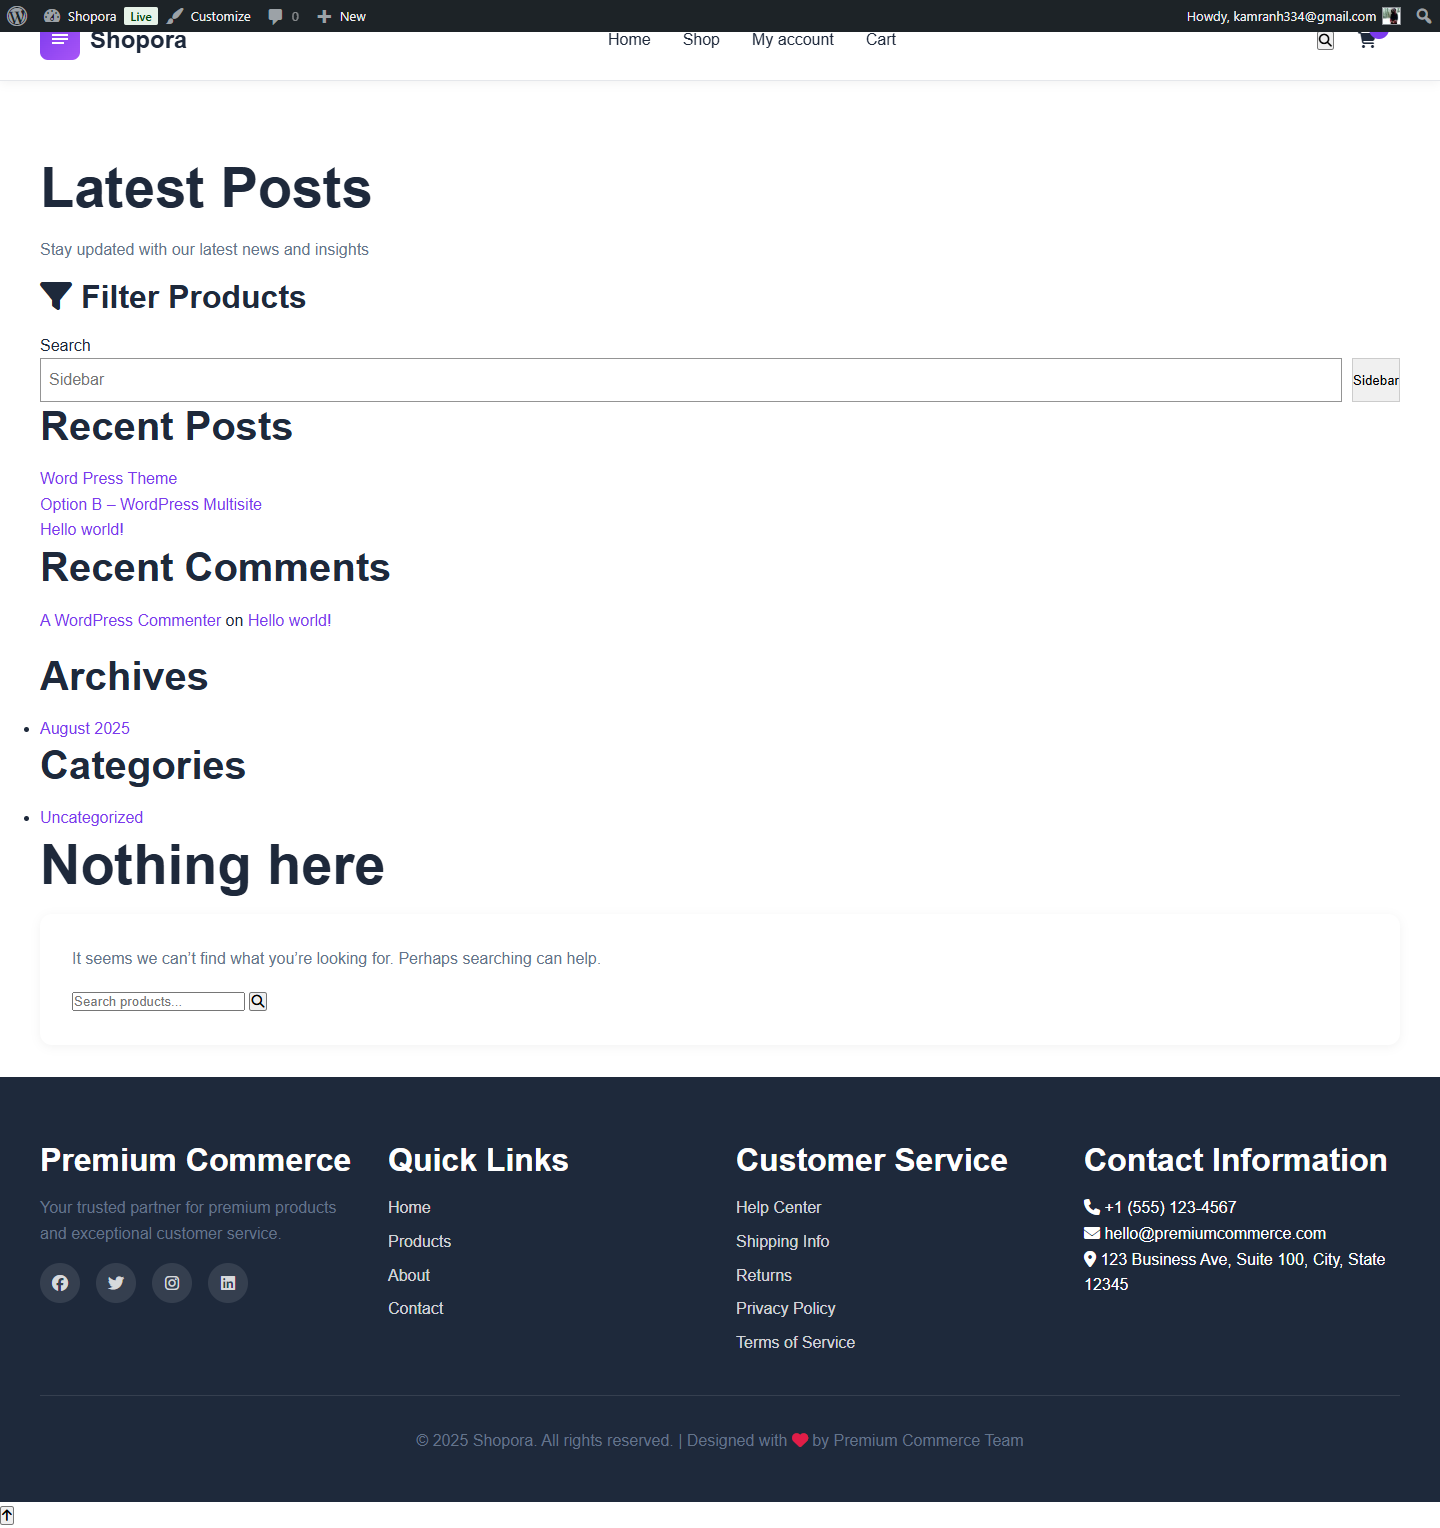 Shopora Live Customize 0 New Howdy, kamranh334@gmail.com
Shopora Home Shop My account Cart
Latest Posts
Stay updated with our latest news and insights
Filter Products
Search
Sidebar Sidebar
Recent Posts
Word Press Theme
Option B – WordPress Multisite
Hello world!
Recent Comments
A WordPress Commenter on Hello world!
Archives
August 2025
Categories
Uncategorized
Nothing here
It seems we can’t find what you’re looking for. Perhaps searching can help.
Search products...
Premium Commerce
Your trusted partner for premium products
and exceptional customer service.
Quick Links
Home
Products
About
Contact
Customer Service
Help Center
Shipping Info
Returns
Privacy Policy
Terms of Service
Contact Information
+1 (555) 123-4567
hello@premiumcommerce.com
123 Business Ave, Suite 100, City, State
12345
© 2025 Shopora. All rights reserved. | Designed with by Premium Commerce Team